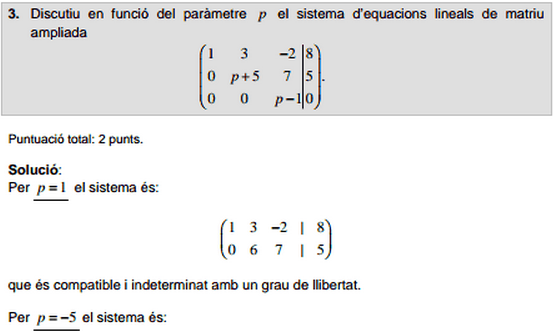 3. Discutiu en funció del paràmetre p el sistema d'equacions lineals de matriu
ampliada
1 3 −2 | 8
0 p+5 7 | 5
0 0 p−1 | 0 .
Puntuació total: 2 punts.
Solució:
Per p = 1 el sistema és:
1 3 −2 | 8
0 6 7 | 5
que és compatible i indeterminat amb un grau de llibertat.
Per p = −5 el sistema és: